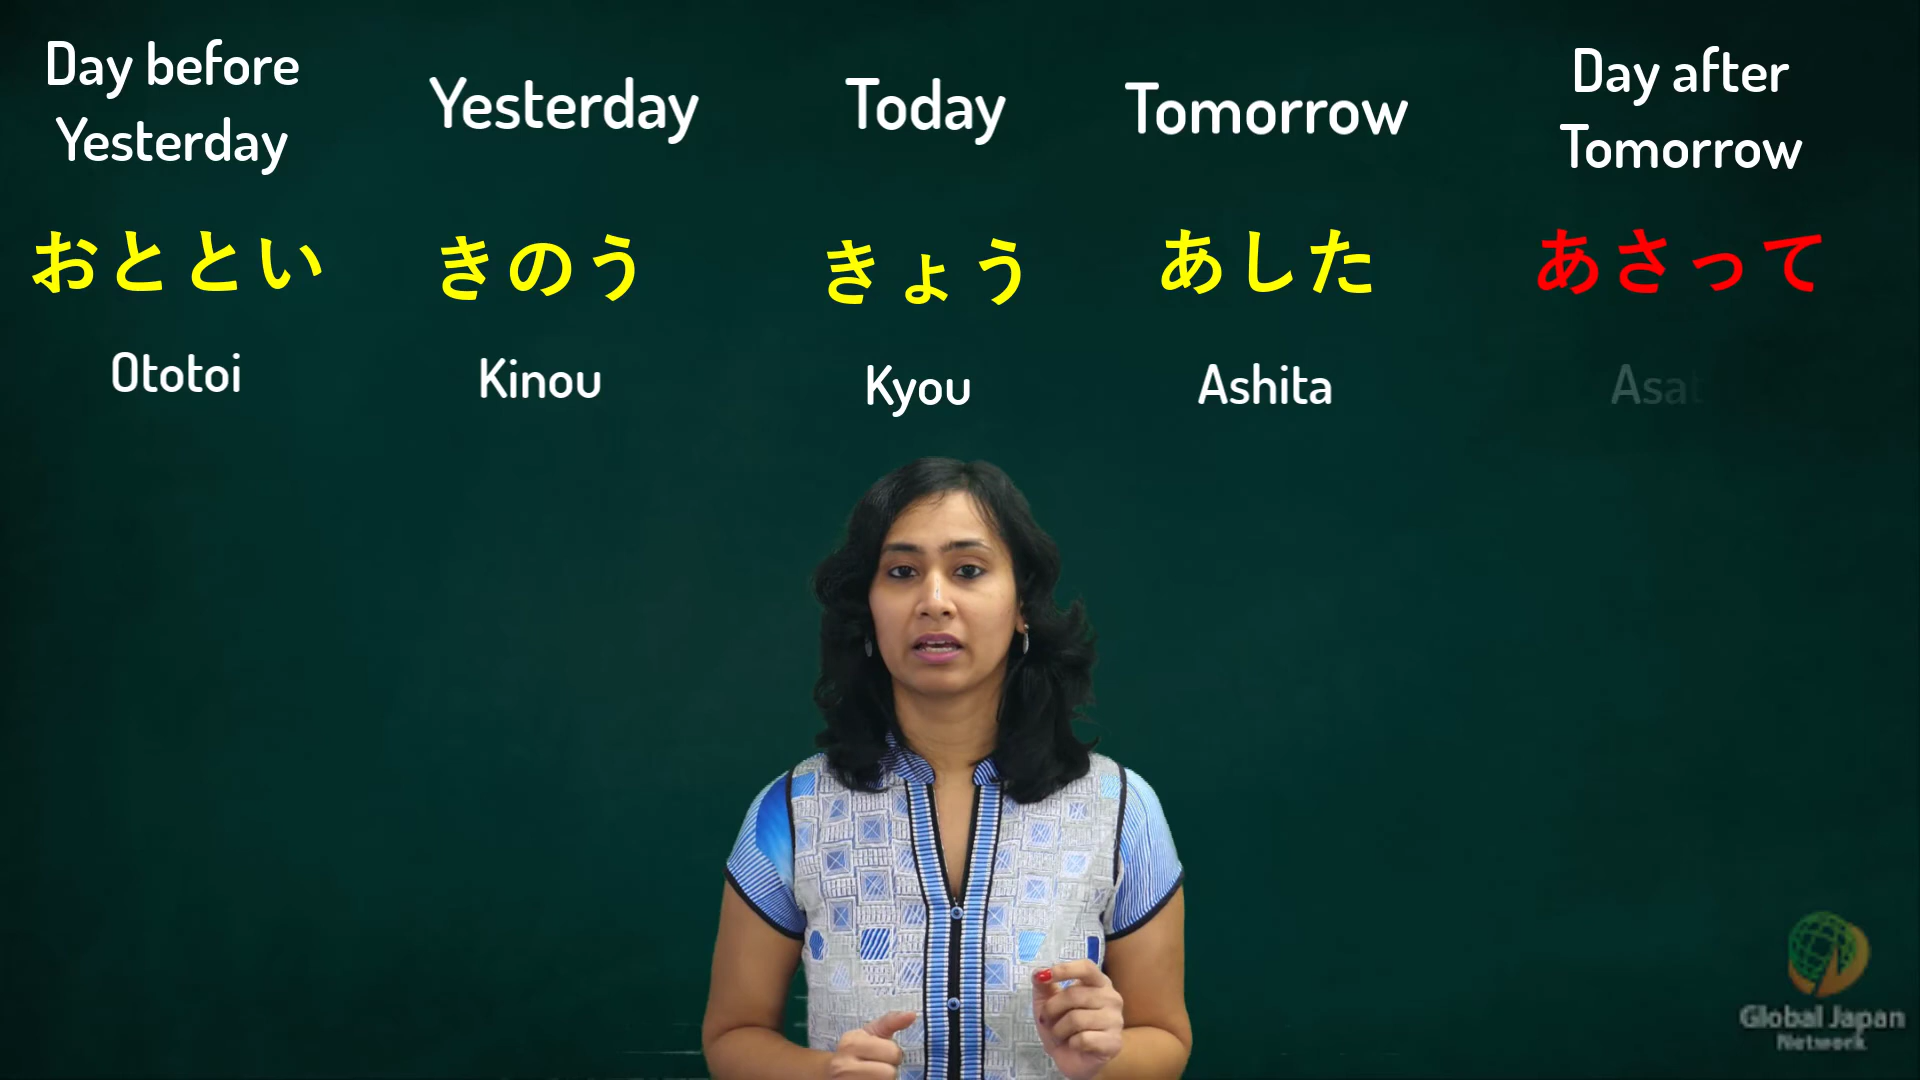 Day before
Yesterday
Yesterday
Today
Tomorrow
Day after
Tomorrow
おととい
きのう
きょう
あした
あさって
Ototoi
Kinou
Kyou
Ashita
Asat
Global Japan
Network